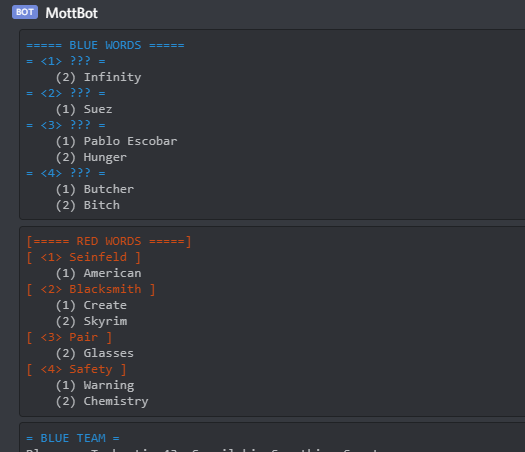 BOT MottBot
===== BLUE WORDS =====
= <1> ??? =
(2) Infinity
= <2> ??? =
(1) Suez
= <3> ??? =
(1) Pablo Escobar
(2) Hunger
= <4> ??? =
(1) Butcher
(2) Bitch
[===== RED WORDS =====]
[ <1> Seinfeld ]
(1) American
[ <2> Blacksmith ]
(1) Create
(2) Skyrim
[ <3> Pair ]
(2) Glasses
[ <4> Safety ]
(1) Warning
(2) Chemistry
= BLUE TEAM =